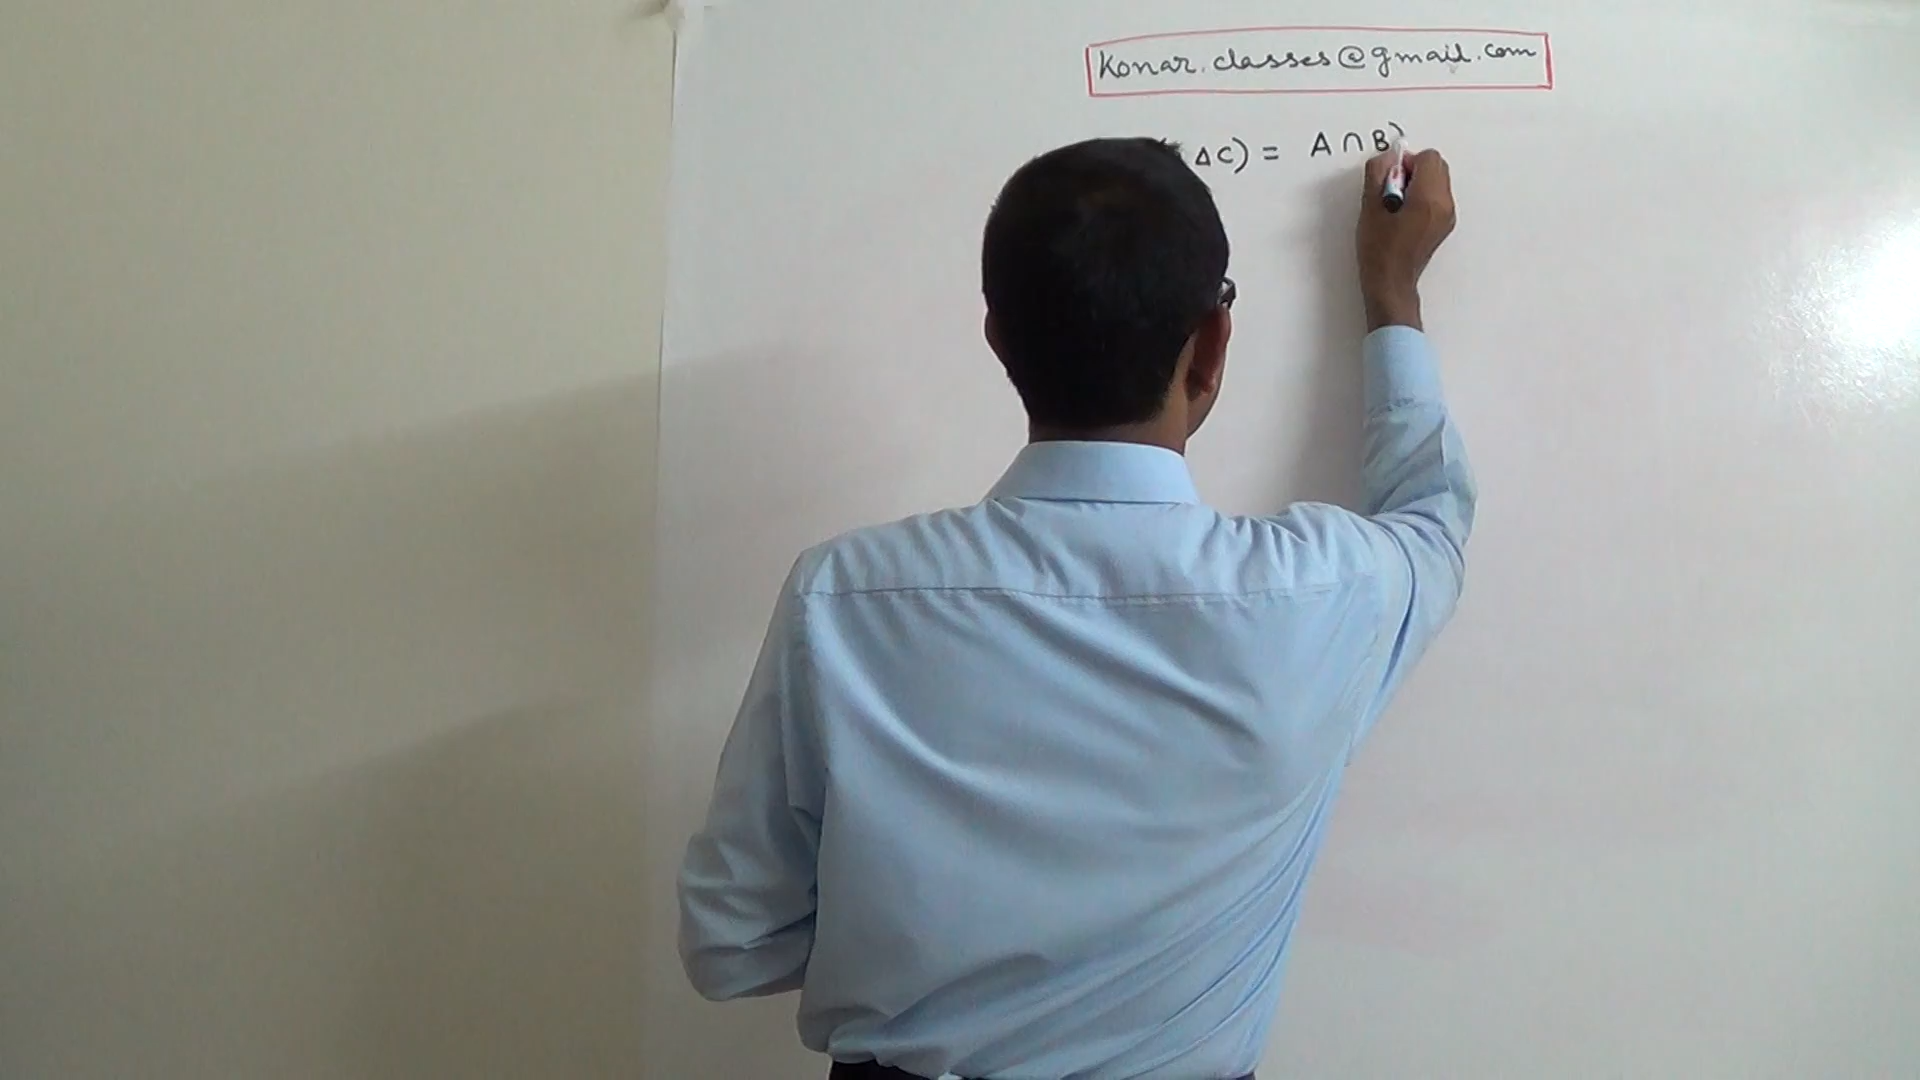 Konar.classes@gmail.com
ΔC) = A∩B)